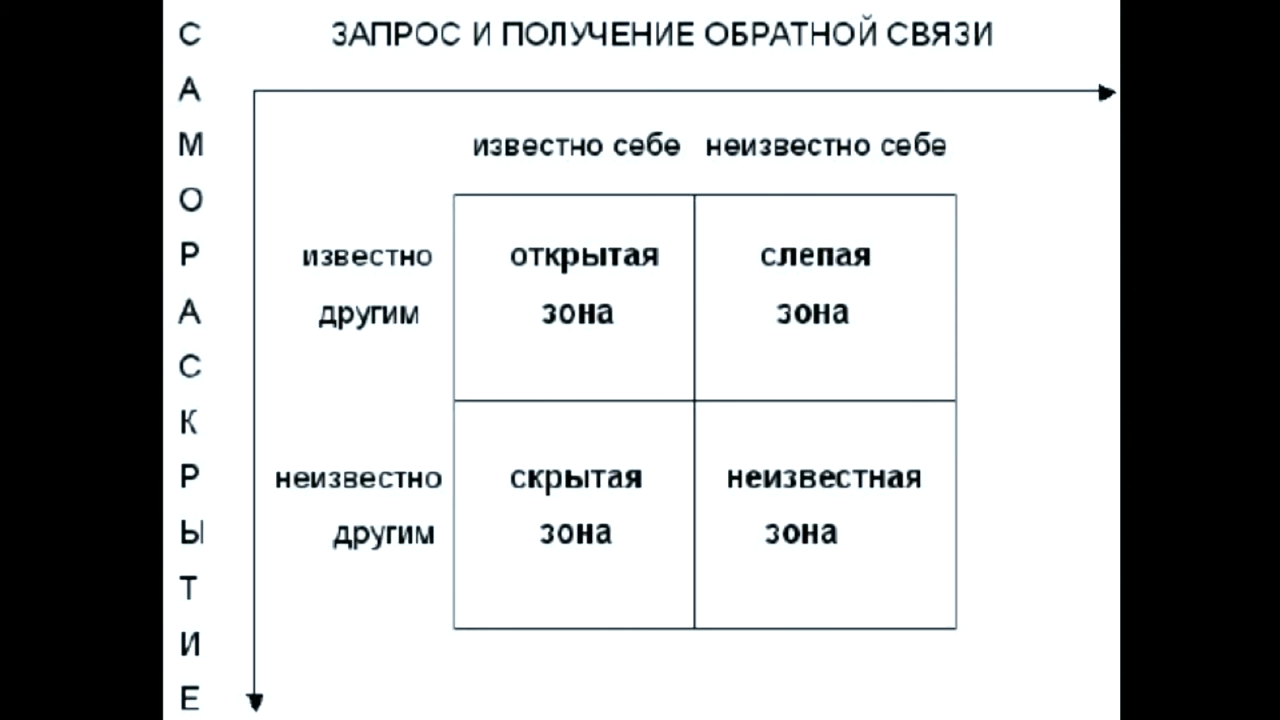 ЗАПРОС И ПОЛУЧЕНИЕ ОБРАТНОЙ СВЯЗИ
САМОРАСКРЫТИЕ
известно себе неизвестно себе
известно
другим
открытая
зона
слепая
зона
неизвестно
другим
скрытая
зона
неизвестная
зона